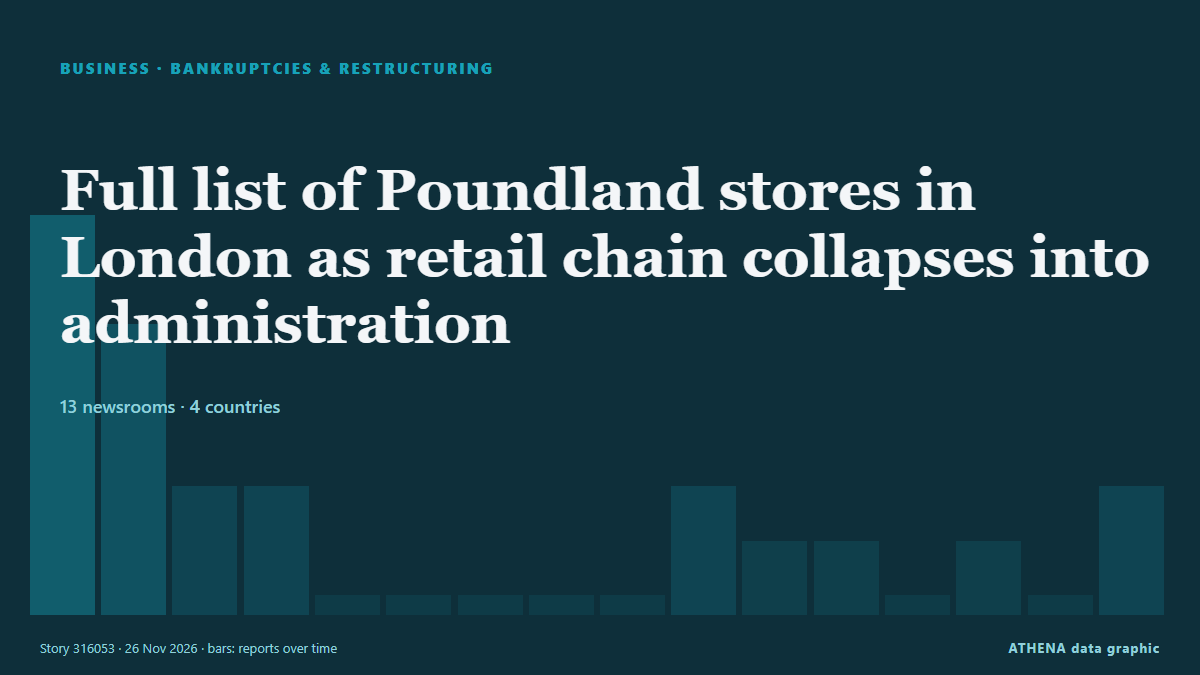 BUSINESS · BANKRUPTCIES & RESTRUCTURING
Full list of Poundland stores in
London as retail chain collapses into
administration
13 newsrooms · 4 countries
Story 316053 · 26 Nov 2026 · bars: reports over time
ATHENA data graphic